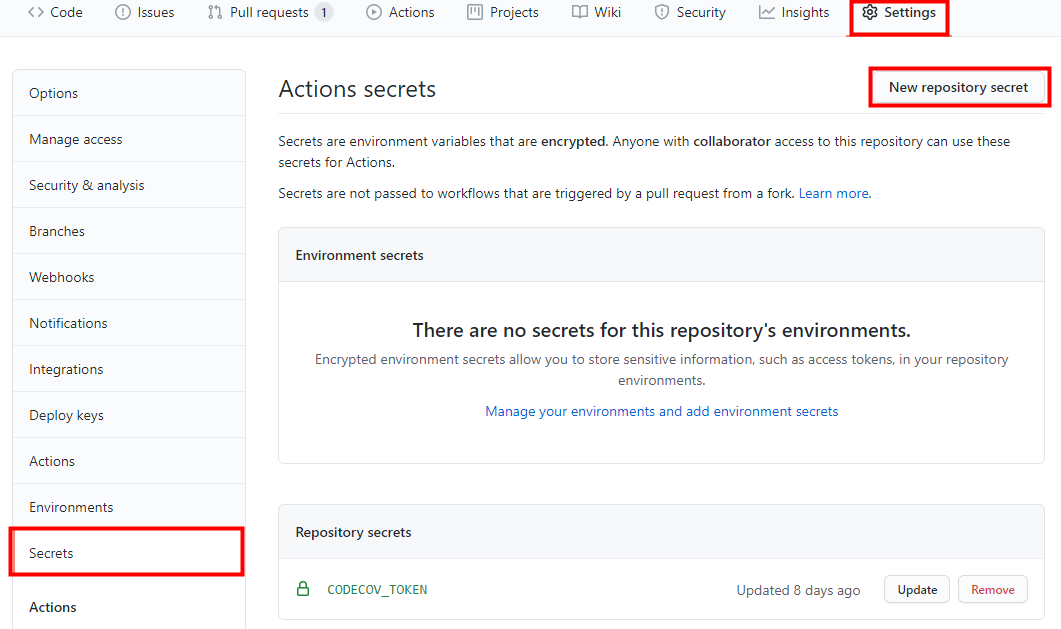 Code Issues Pull requests 1 Actions Projects Wiki Security Insights Settings
Options
Manage access
Security & analysis
Branches
Webhooks
Notifications
Integrations
Deploy keys
Actions
Environments
Secrets
Actions
Actions secrets
New repository secret
Secrets are environment variables that are encrypted. Anyone with collaborator access to this repository can use these
secrets for Actions.
Secrets are not passed to workflows that are triggered by a pull request from a fork. Learn more.
Environment secrets
There are no secrets for this repository's environments.
Encrypted environment secrets allow you to store sensitive information, such as access tokens, in your repository
environments.
Manage your environments and add environment secrets
Repository secrets
CODECOV_TOKEN Updated 8 days ago Update Remove